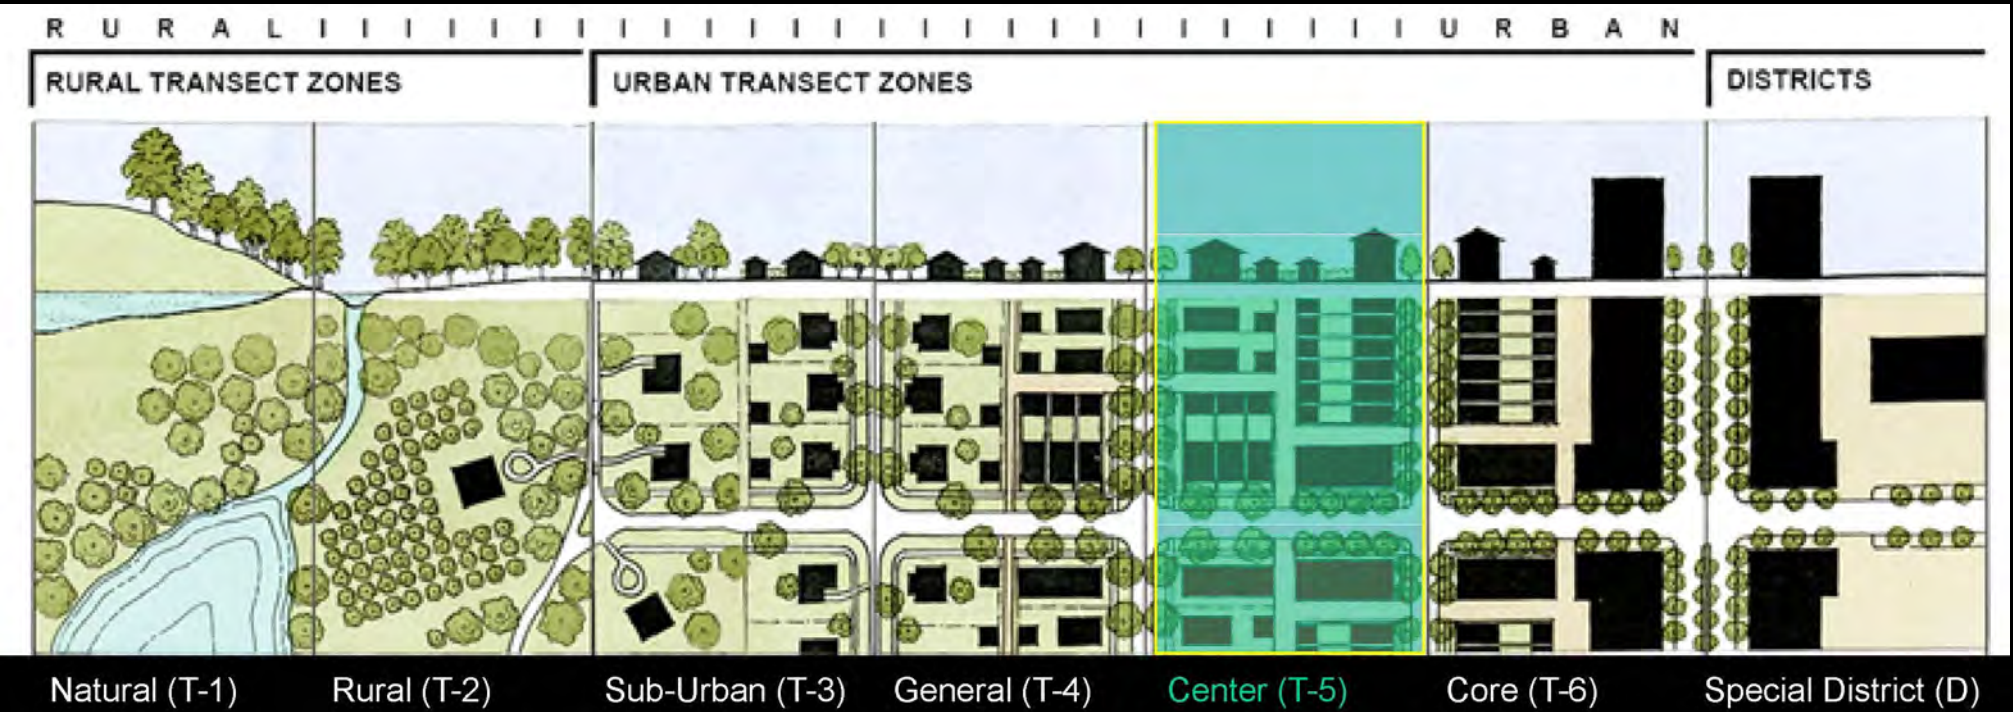 R U R A L I I I I I I I I I I I I I I I I I I I I I I I I I I U R B A N
RURAL TRANSECT ZONES
URBAN TRANSECT ZONES
DISTRICTS
Natural (T-1)
Rural (T-2)
Sub-Urban (T-3)
General (T-4)
Center (T-5)
Core (T-6)
Special District (D)